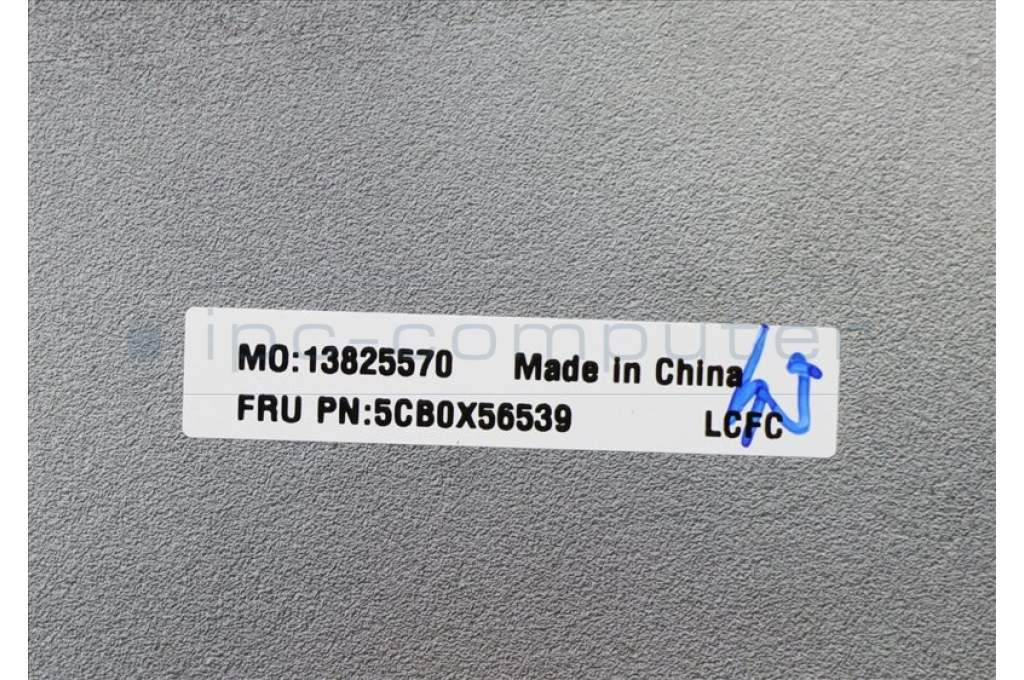 ipc-computer
MO:13825570 Made in China
FRU PN:5CB0X56539 LCFC